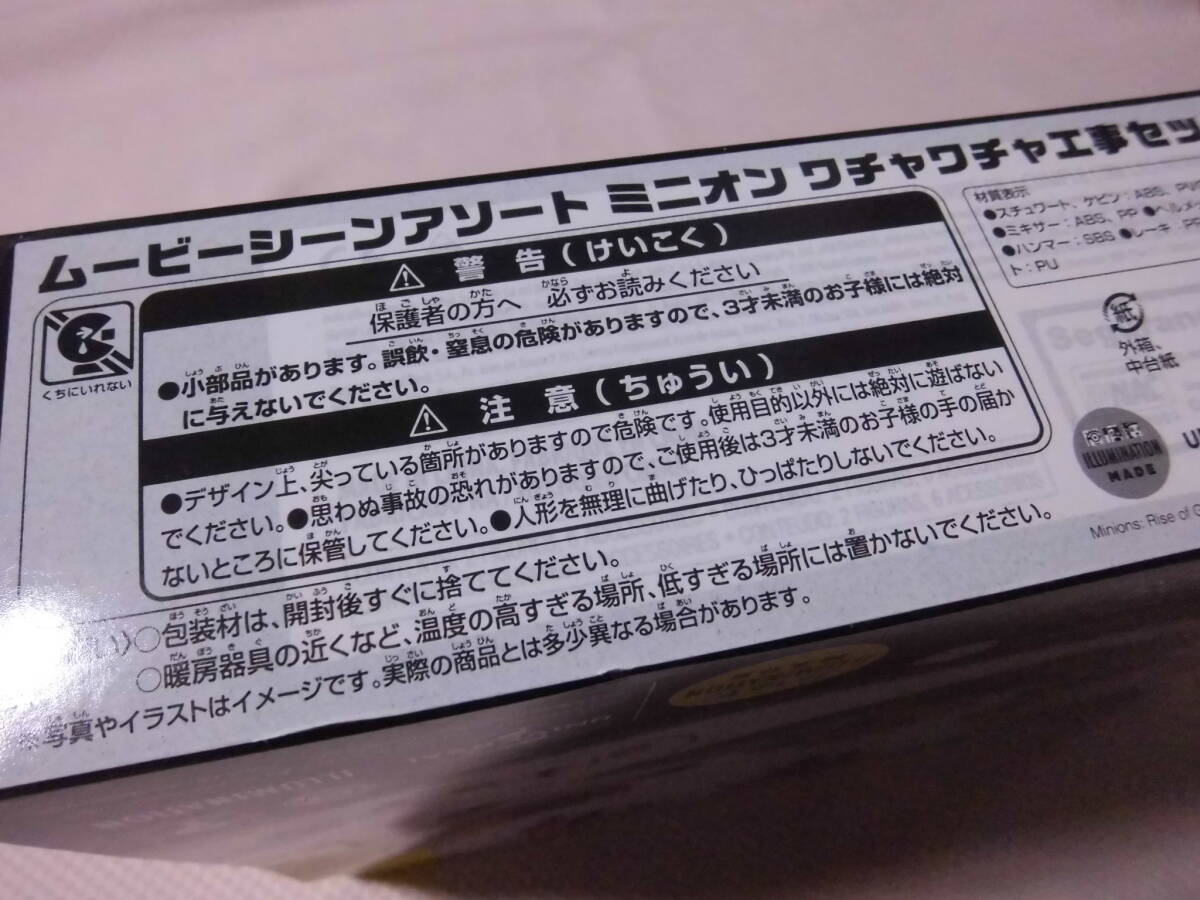 ムービーシーンアソート ミニオン ワチャワチャ工事セッ
くちにいれない
⚠ 警告(けいこく)
保護者の方へ 必ずお読みください
●小部品があります。誤飲・窒息の危険がありますので、3才未満のお子様には絶対
に与えないでください。
⚠ 注意(ちゅうい)
●デザイン上、尖っている箇所がありますので危険です。使用目的以外には絶対に遊ばない
でください。●思わぬ事故の恐れがありますので、ご使用後は3才未満のお子様の手の届か
ないところに保管してください。●人形を無理に曲げたり、ひっぱたりしないでください。
○包装材は、開封後すぐに捨ててください。
○暖房器具の近くなど、温度の高すぎる場所、低すぎる場所には置かないでください。
※写真やイラストはイメージです。実際の商品とは多少異なる場合があります。
材質表示
●スチュワート、ケビン:ABS、PV
●ミキサー:ABS、PP ●ヘルメ
●ハンマー:SBS ●レーキ:PP
ト:PU
紙
外箱、
中台紙
ILLUMINATION
MADE
Minions: Rise of G